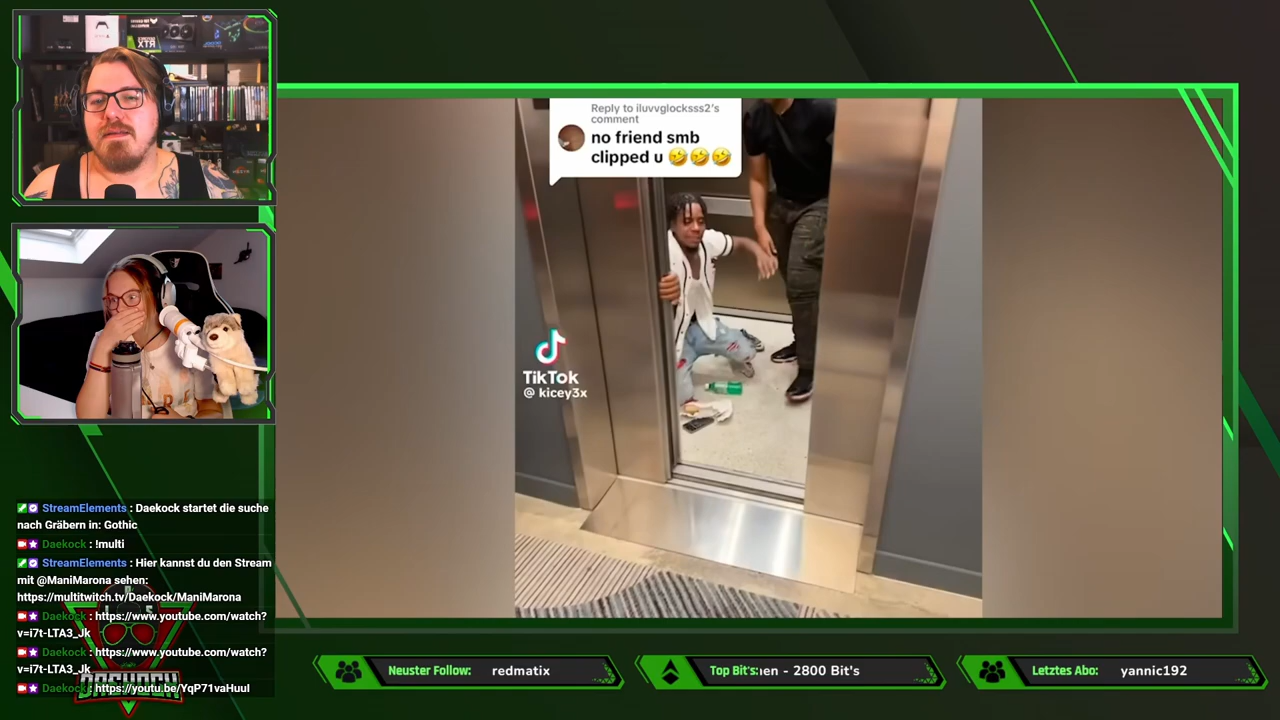 RTX
Reply to iluvvglocksss2's
comment
no friend smb
clipped u 🤣🤣🤣
TikTok
@ kicey3x
StreamElements : Daekock startet die suche
nach Gräbern in: Gothic
Daekock : !multi
StreamElements : Hier kannst du den Stream
mit @ManiMarona sehen:
https://multitwitch.tv/Daekock/ManiMarona
Daekock : https://www.youtube.com/watch?
v=i7t-LTA3_Jk
Daekock : https://www.youtube.com/watch?
v=i7t-LTA3_Jk
Daekock : https://youtu.be/YqP71vaHuuI
DAEKOCK
Neuster Follow: redmatix
Top Bit's: en - 2800 Bit's
Letztes Abo: yannic192